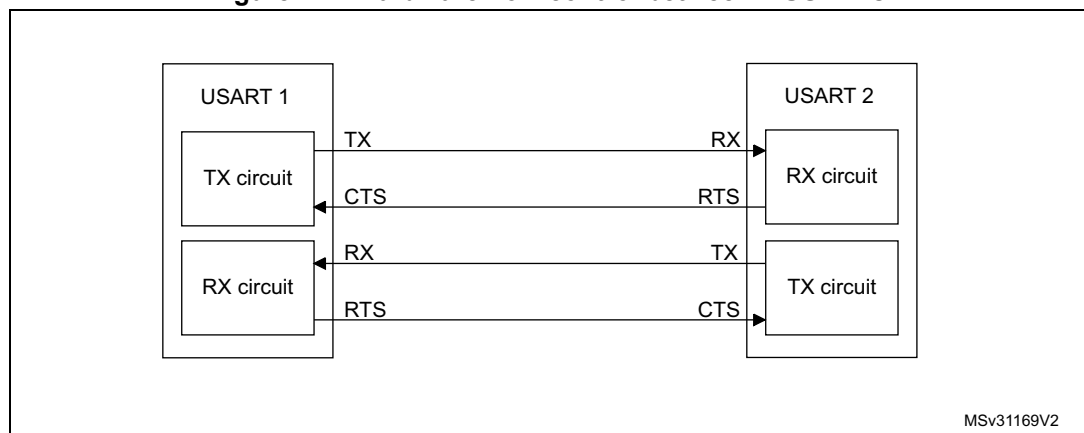 USART 1 USART 2
TX RX
TX circuit RX circuit
CTS RTS
RX TX
RX circuit TX circuit
RTS CTS
MSv31169V2